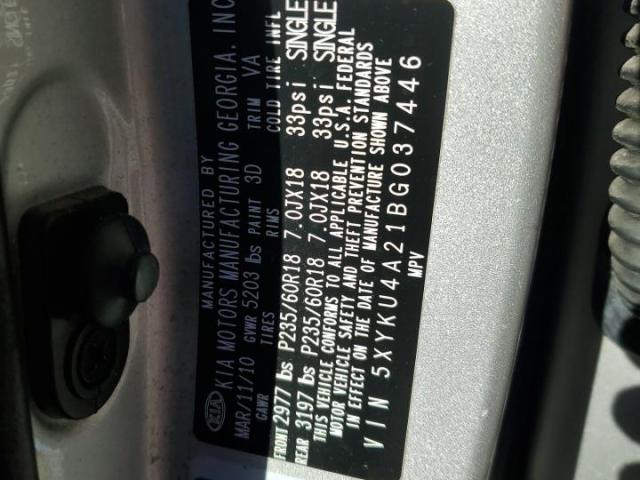 MANUFACTURED BY
KIA KIA MOTORS MANUFACTURING GEORGIA. INC
MAR/11/10 GVWR 5203 lbs PAINT 3D TRIM VA
GAWR TIRES RIMS COLD TIRE INFL
FRONT 2977 lbs P235/60R18 7.0JX18 33psi SINGLE
REAR 3197 lbs P235/60R18 7.0JX18 33psi SINGLE
THIS VEHICLE CONFORMS TO ALL APPLICABLE U.S.A. FEDERAL
MOTOR VEHICLE SAFETY AND THEFT PREVENTION STANDARDS
IN EFFECT ON THE DATE OF MANUFACTURE SHOWN ABOVE
VIN 5XYKU4A21BG037446
MPV